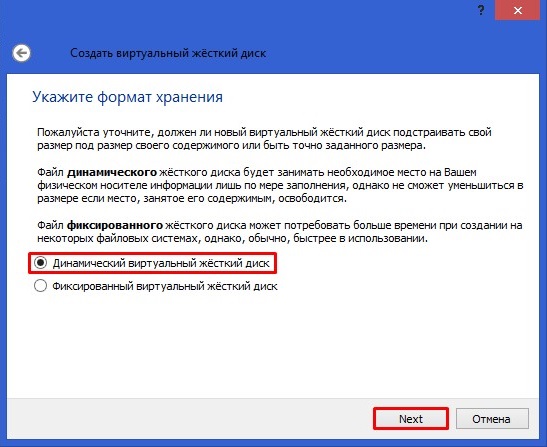 ?
Создать виртуальный жёсткий диск
Укажите формат хранения
Пожалуйста уточните, должен ли новый виртуальный жёсткий диск подстраивать свой
размер под размер своего содержимого или быть точно заданного размера.
Файл динамического жёсткого диска будет занимать необходимое место на Вашем
физическом носителе информации лишь по мере заполнения, однако не сможет уменьшиться в
размере если место, занятое его содержимым, освободится.
Файл фиксированного жёсткого диска может потребовать больше времени при создании на
некоторых файловых системах, однако, обычно, быстрее в использовании.
Динамический виртуальный жёсткий диск
Фиксированный виртуальный жёсткий диск
Next Отмена